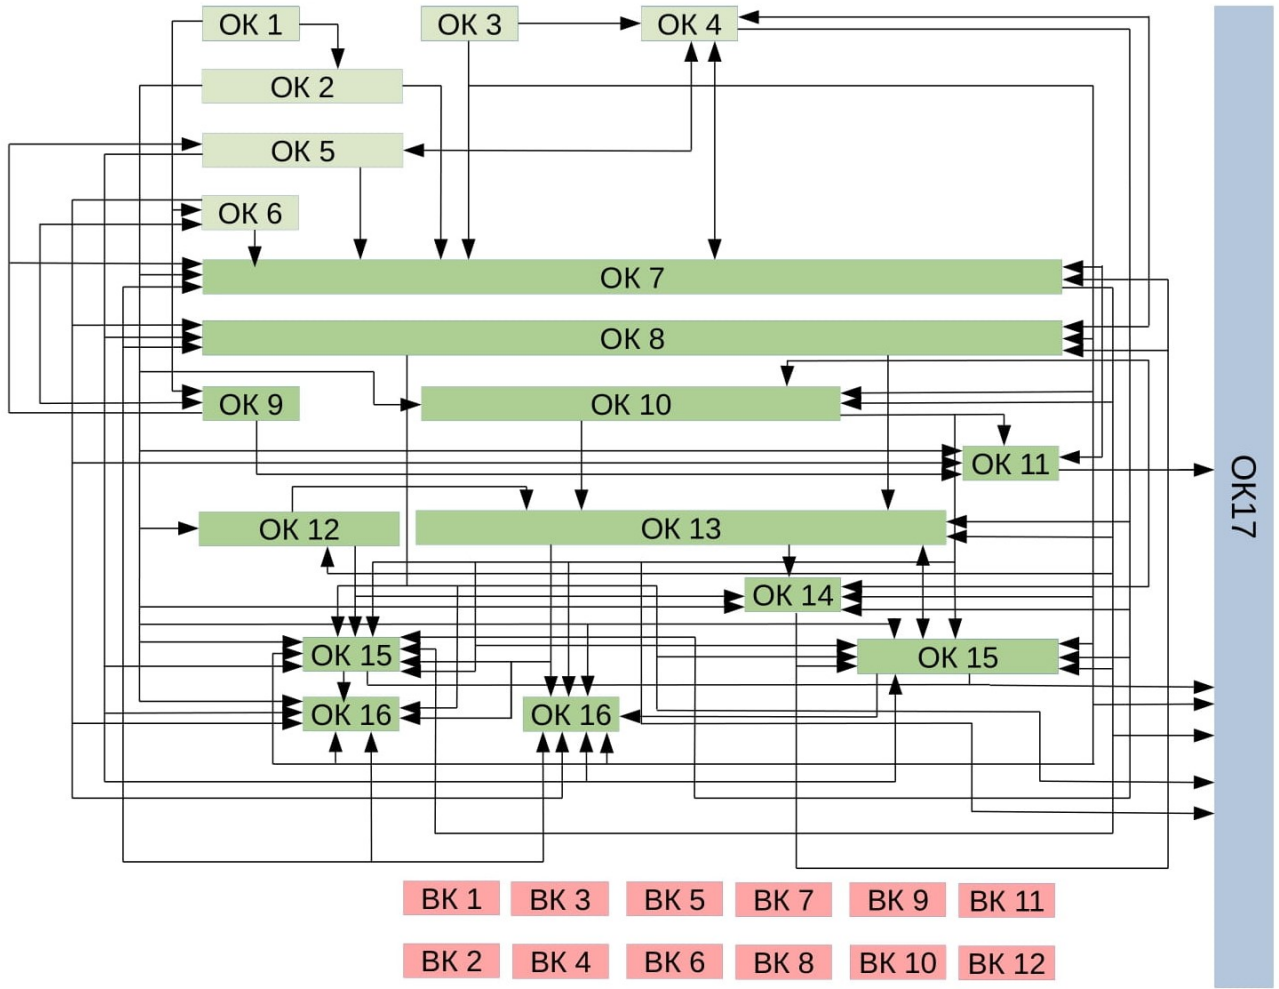 ОК 1
ОК 3
ОК 4
ОК 2
ОК 5
ОК 6
ОК 7
ОК 8
ОК 9
ОК 10
ОК 11
ОК 12
ОК 13
ОК 14
ОК 15
ОК 15
ОК 16
ОК 16
ОК17
ВК 1
ВК 3
ВК 5
ВК 7
ВК 9
ВК 11
ВК 2
ВК 4
ВК 6
ВК 8
ВК 10
ВК 12